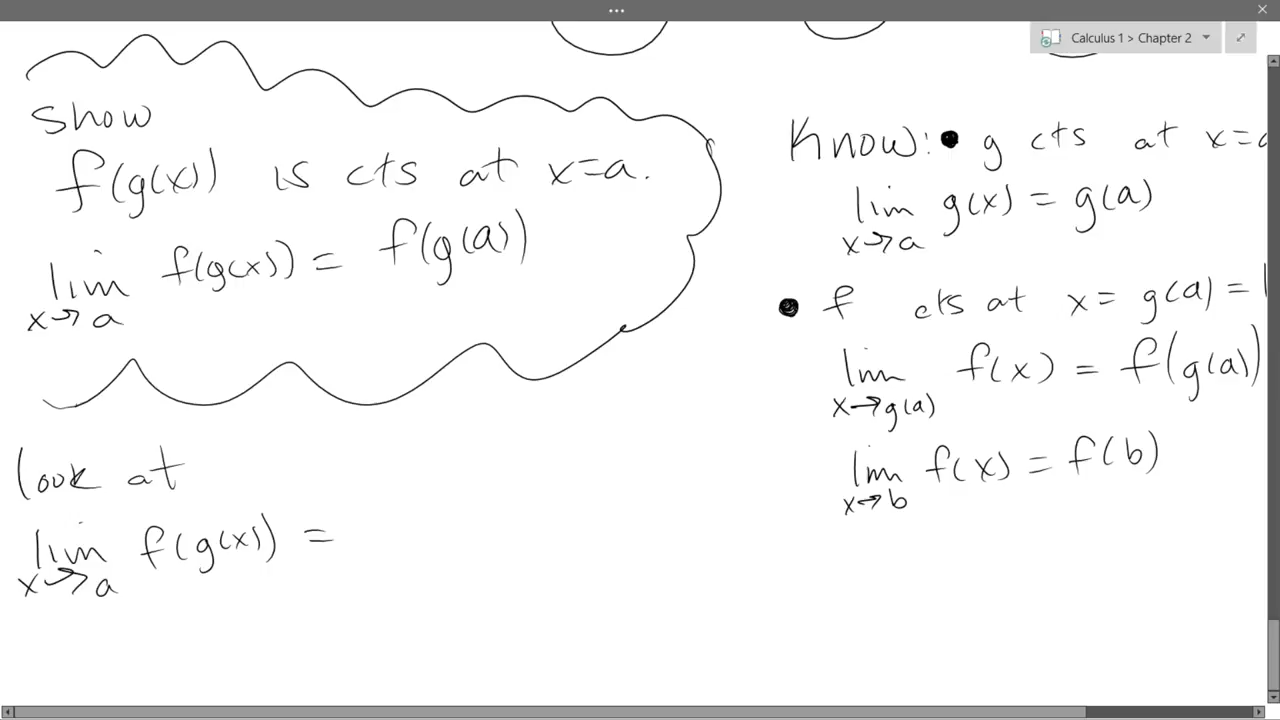 Calculus 1 > Chapter 2
show
f(g(x)) is cts at x=a.
lim x→a f(g(x)) = f(g(a))
look at
lim x→a f(g(x)) =
Know: • g cts at x=a
lim x→a g(x) = g(a)
• f cts at x = g(a) =
lim x→g(a) f(x) = f(g(a))
lim x→b f(x) = f(b)